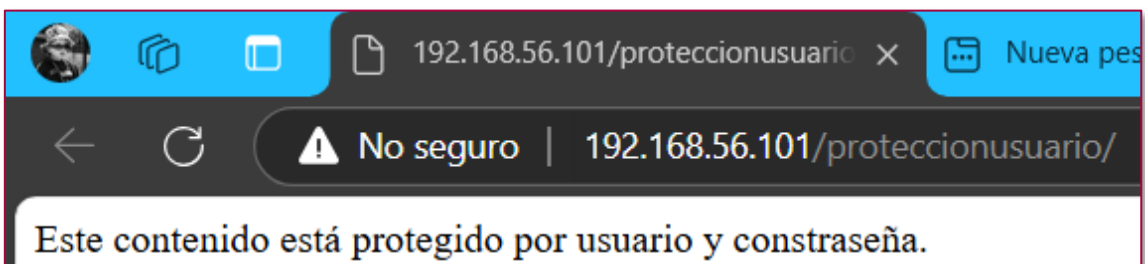 192.168.56.101/proteccionusuario
Nueva pes
No seguro | 192.168.56.101/proteccionusuario/
Este contenido está protegido por usuario y constraseña.